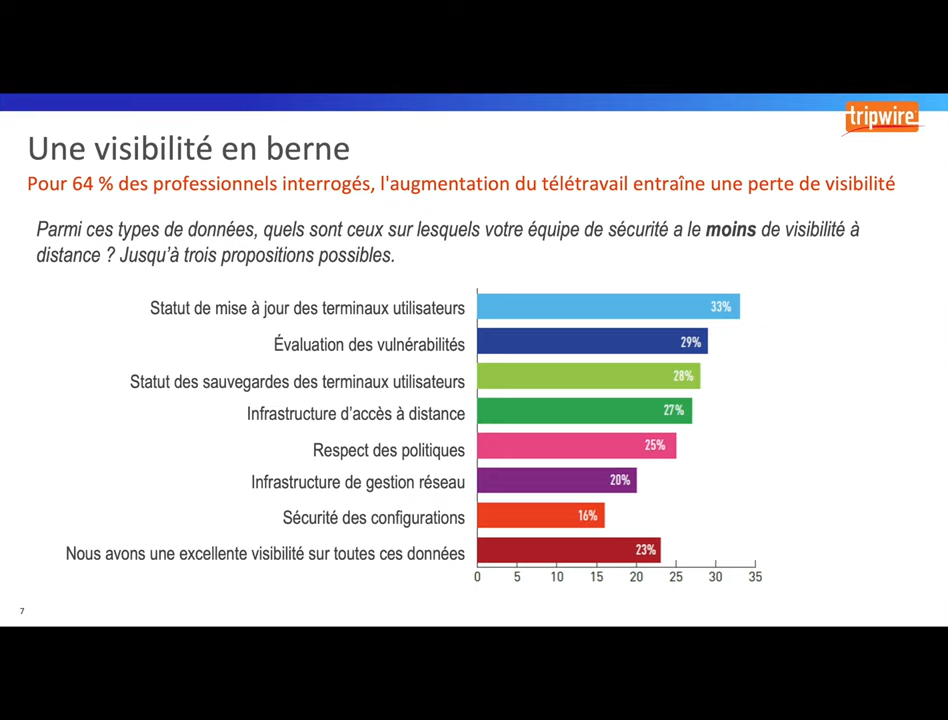 tripwire
Une visibilité en berne
Pour 64 % des professionnels interrogés, l'augmentation du télétravail entraîne une perte de visibilité
Parmi ces types de données, quels sont ceux sur lesquels votre équipe de sécurité a le moins de visibilité à
distance ? Jusqu'à trois propositions possibles.
Statut de mise à jour des terminaux utilisateurs 33%
Évaluation des vulnérabilités 29%
Statut des sauvegardes des terminaux utilisateurs 28%
Infrastructure d'accès à distance 27%
Respect des politiques 25%
Infrastructure de gestion réseau 20%
Sécurité des configurations 16%
Nous avons une excellente visibilité sur toutes ces données 23%
0 5 10 15 20 25 30 35
7